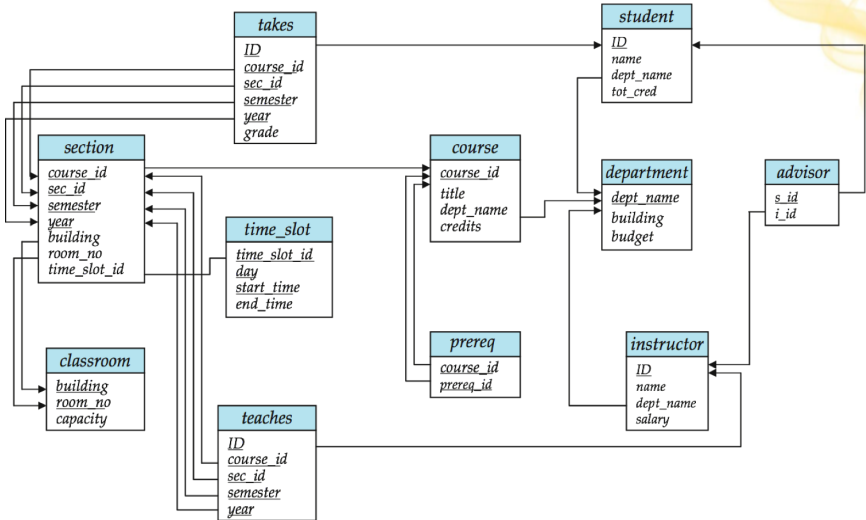 takes
ID
course_id
sec_id
semester
year
grade
student
ID
name
dept_name
tot_cred
section
course_id
sec_id
semester
year
building
room_no
time_slot_id
course
course_id
title
dept_name
credits
department
dept_name
building
budget
advisor
s_id
i_id
time_slot
time_slot_id
day
start_time
end_time
prereq
course_id
prereq_id
instructor
ID
name
dept_name
salary
classroom
building
room_no
capacity
teaches
ID
course_id
sec_id
semester
year